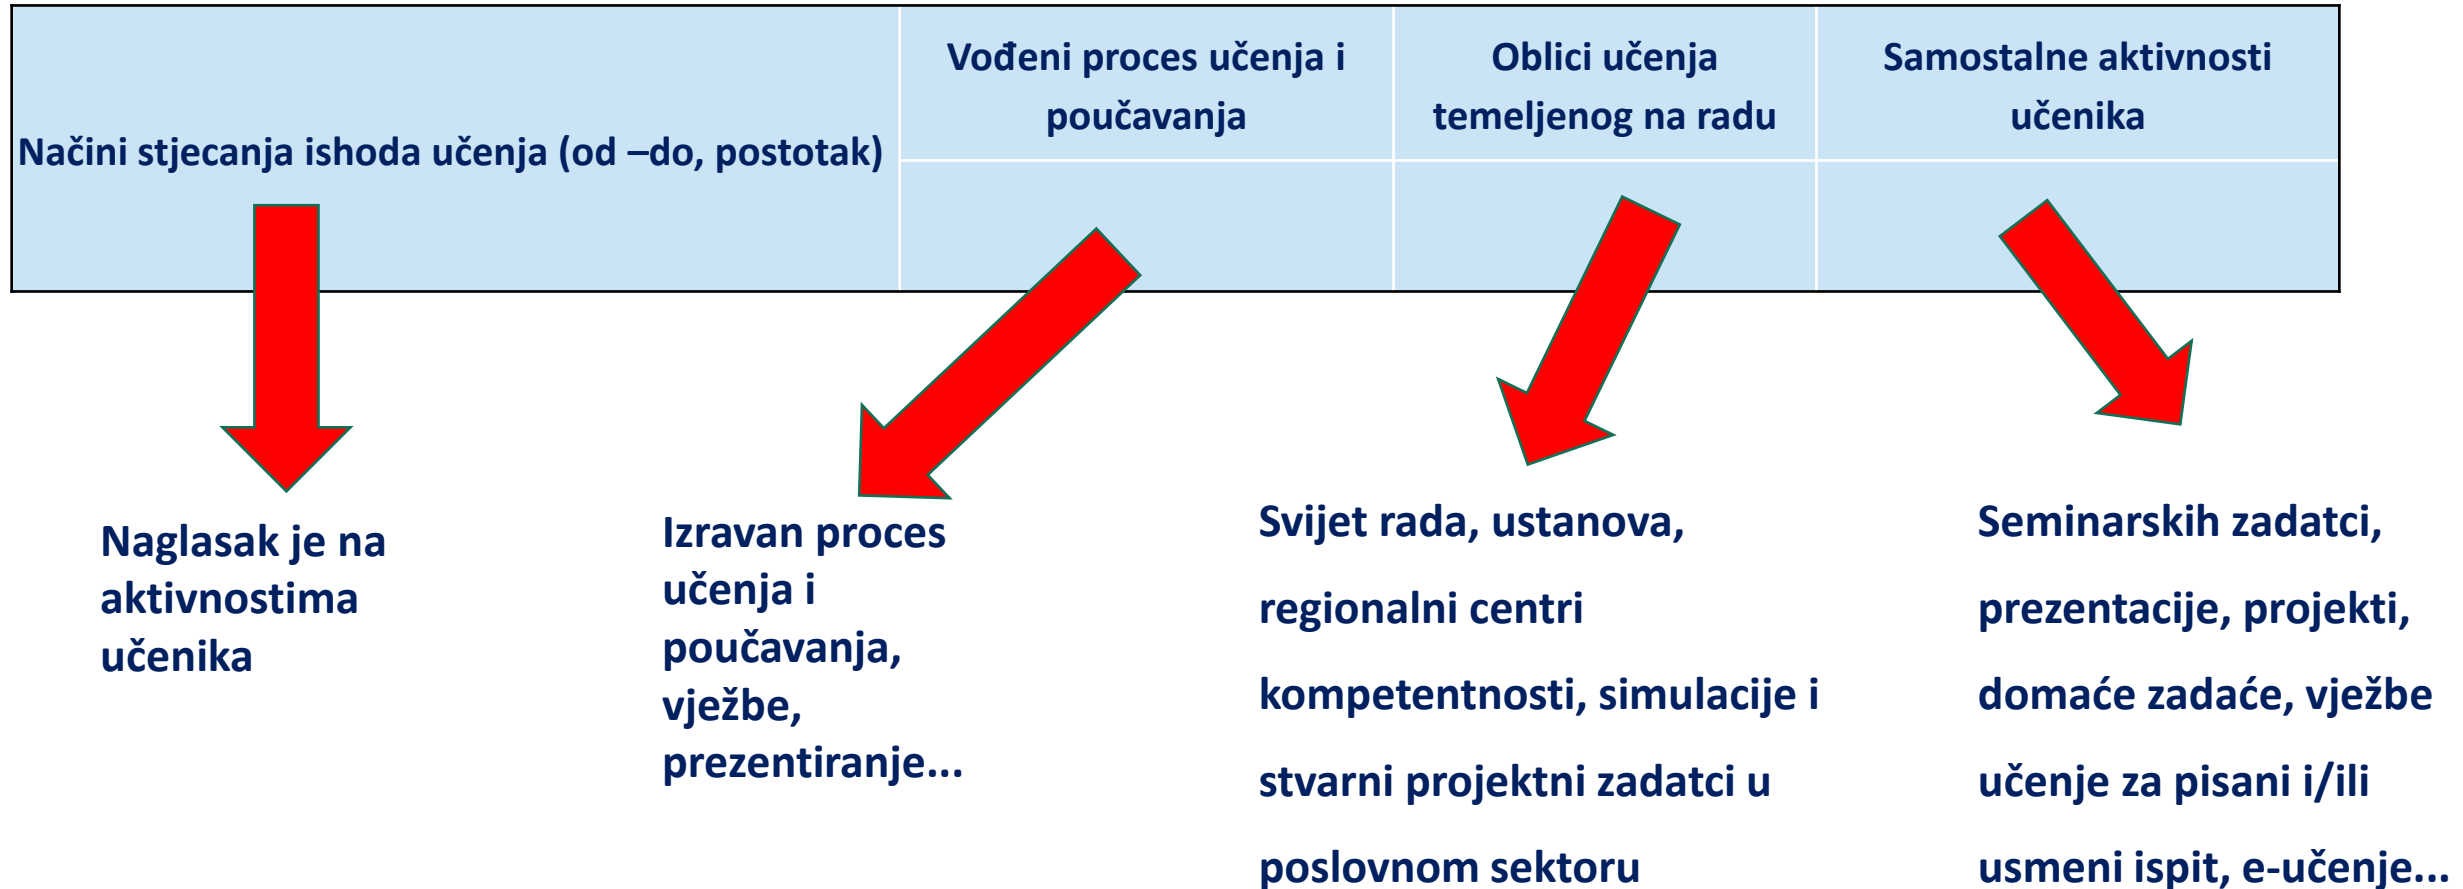 Načini stjecanja ishoda učenja (od –do, postotak)
Vođeni proces učenja i
poučavanja
Oblici učenja
temeljenog na radu
Samostalne aktivnosti
učenika
Naglasak je na
aktivnostima
učenika
Izravan proces
učenja i
poučavanja,
vježbe,
prezentiranje...
Svijet rada, ustanova,
regionalni centri
kompetentnosti, simulacije i
stvarni projektni zadatci u
poslovnom sektoru
Seminarskih zadatci,
prezentacije, projekti,
domaće zadaće, vježbe
učenje za pisani i/ili
usmeni ispit, e-učenje...